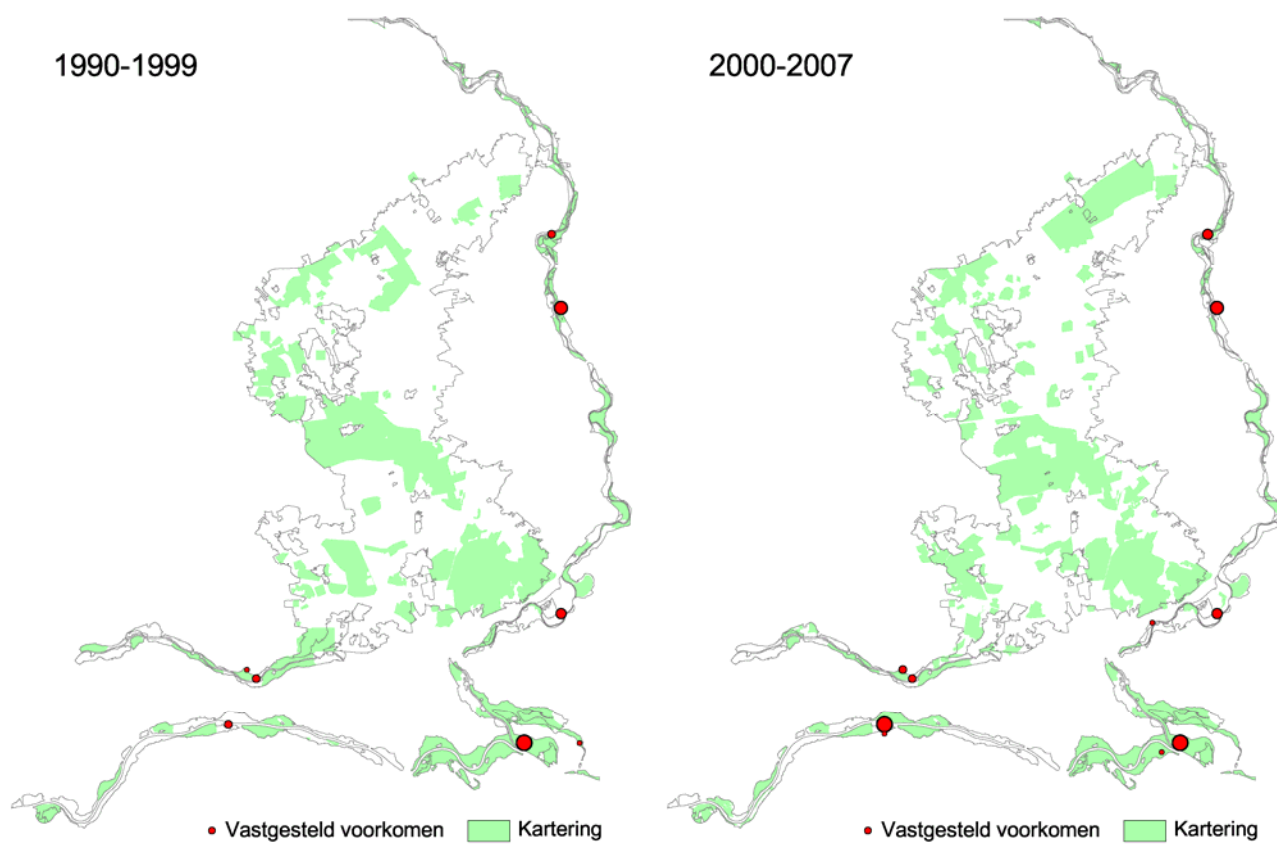 1990-1999
2000-2007
Vastgesteld voorkomen
Kartering
Vastgesteld voorkomen
Kartering